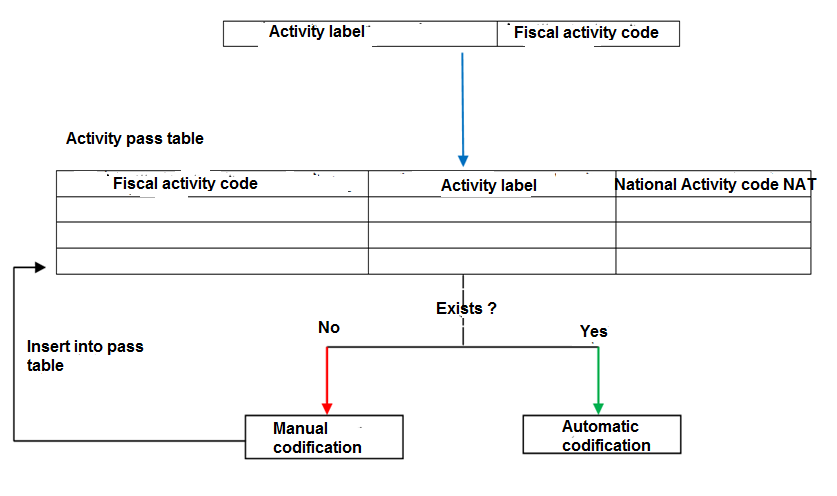 Activity label
Fiscal activity code
Activity pass table
Fiscal activity code
Activity label
National Activity code NAT
Exists ?
No
Yes
Insert into pass
table
Manual
codification
Automatic
codification